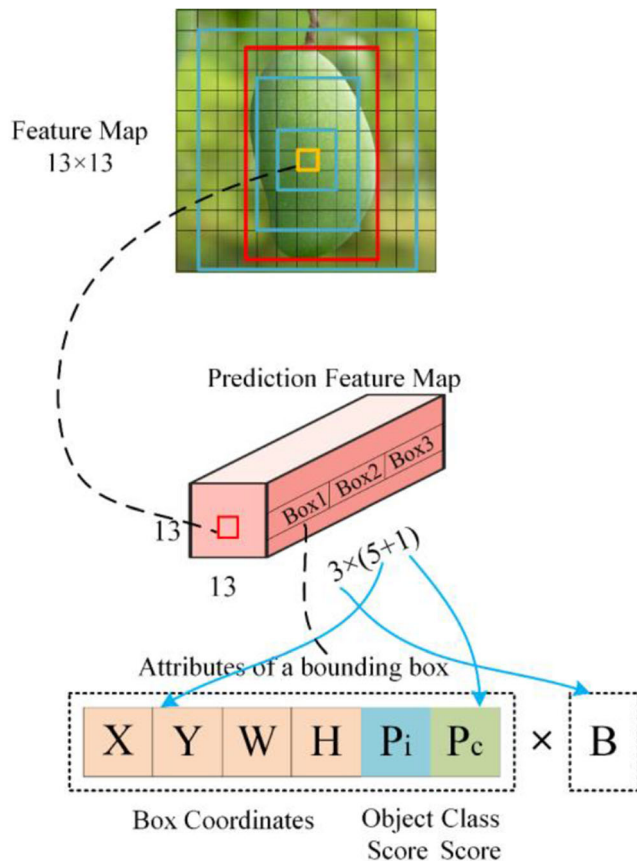 Feature Map
13×13
Prediction Feature Map
Box1 Box2 Box3
13
13
3×(5+1)
Attributes of a bounding box
X Y W H Pi Pc × B
Box Coordinates
Object Class
Score Score